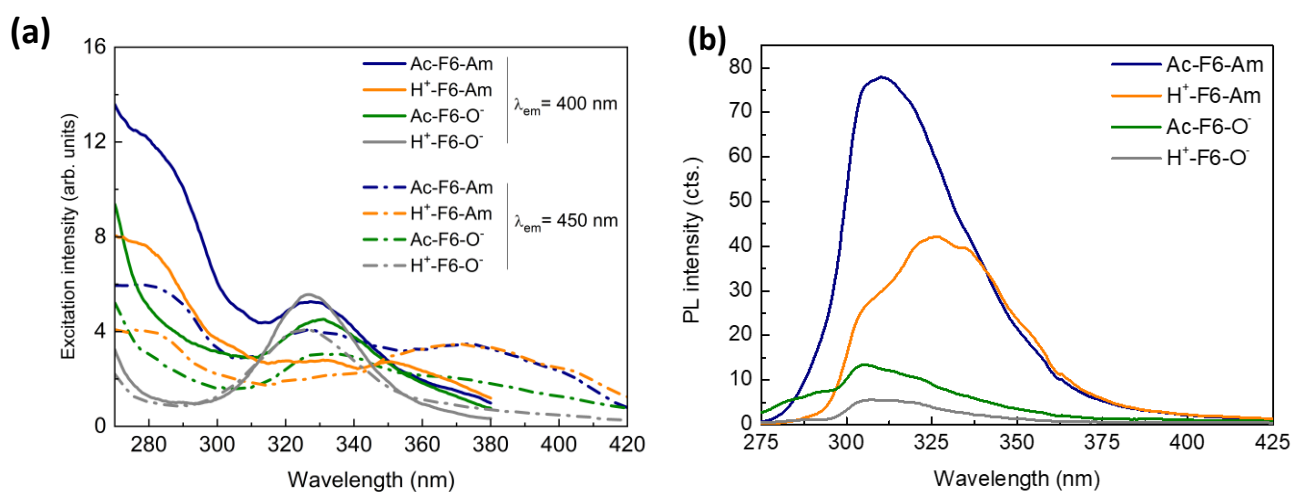 (a)
16
12
8
4
0
Excitation intensity (arb. units)
Ac-F6-Am
H⁺-F6-Am
Ac-F6-O⁻
H⁺-F6-O⁻
λem= 400 nm
Ac-F6-Am
H⁺-F6-Am
Ac-F6-O⁻
H⁺-F6-O⁻
λem= 450 nm
280 300 320 340 360 380 400 420
Wavelength (nm)
(b)
80
70
60
50
40
30
20
10
0
PL intensity (cts.)
Ac-F6-Am
H⁺-F6-Am
Ac-F6-O⁻
H⁺-F6-O⁻
275 300 325 350 375 400 425
Wavelength (nm)